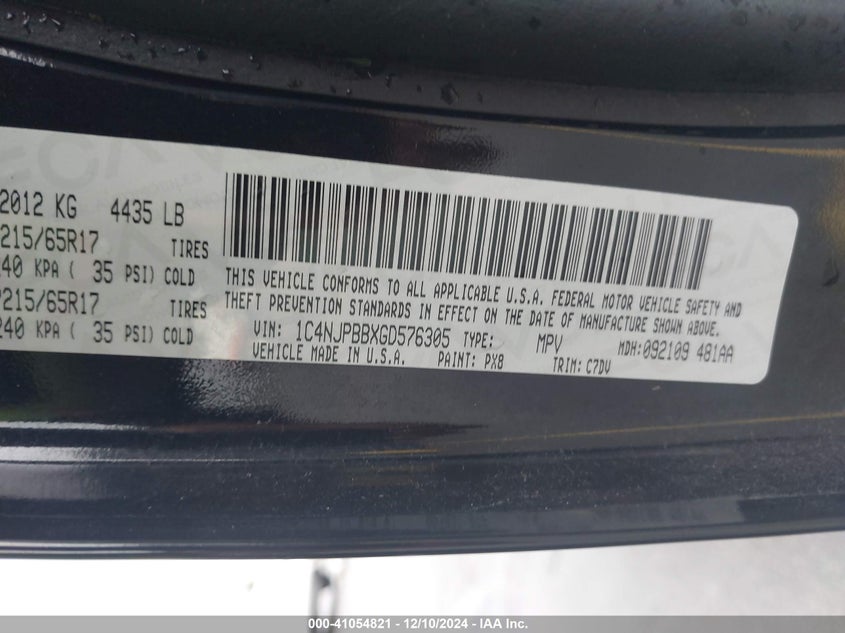 2012 KG 4435 LB
215/65R17 TIRES
240 KPA ( 35 PSI) COLD
P215/65R17 TIRES
240 KPA ( 35 PSI) COLD
THIS VEHICLE CONFORMS TO ALL APPLICABLE U.S.A. FEDERAL MOTOR VEHICLE SAFETY AND
THEFT PREVENTION STANDARDS IN EFFECT ON THE DATE OF MANUFACTURE SHOWN ABOVE.
VIN: 1C4NJPBBXGD576305 TYPE: MPV MDH:092109 481AA
VEHICLE MADE IN U.S.A. PAINT: PX8 TRIM: C7DV
000-41054821 - 12/10/2024 - IAA Inc.